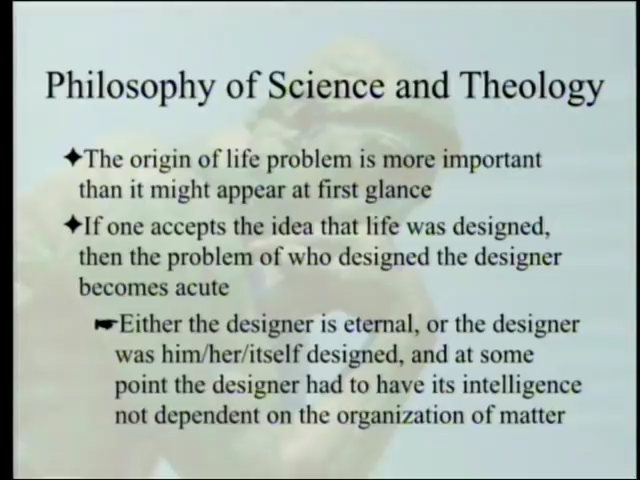 Philosophy of Science and Theology
The origin of life problem is more important
than it might appear at first glance
If one accepts the idea that life was designed,
then the problem of who designed the designer
becomes acute
Either the designer is eternal, or the designer
was him/her/itself designed, and at some
point the designer had to have its intelligence
not dependent on the organization of matter